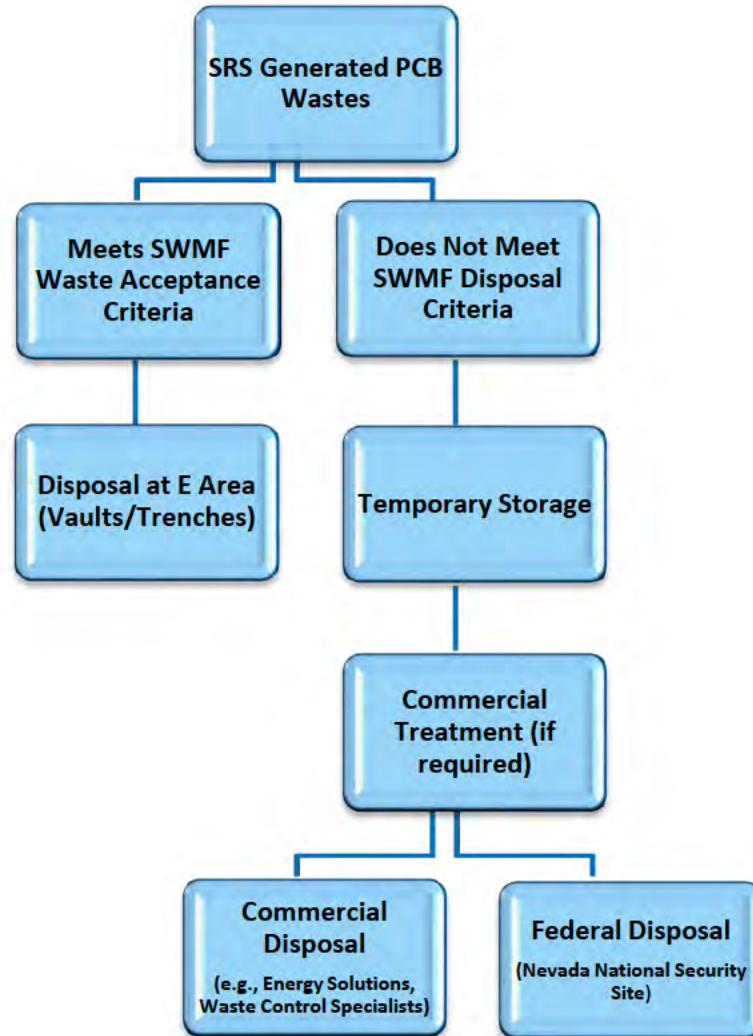 SRS Generated PCB
Wastes
Meets SWMF
Waste Acceptance
Criteria
Does Not Meet
SWMF Disposal
Criteria
Disposal at E Area
(Vaults/Trenches)
Temporary Storage
Commercial
Treatment (if
required)
Commercial
Disposal
(e.g., Energy Solutions,
Waste Control Specialists)
Federal Disposal
(Nevada National Security
Site)